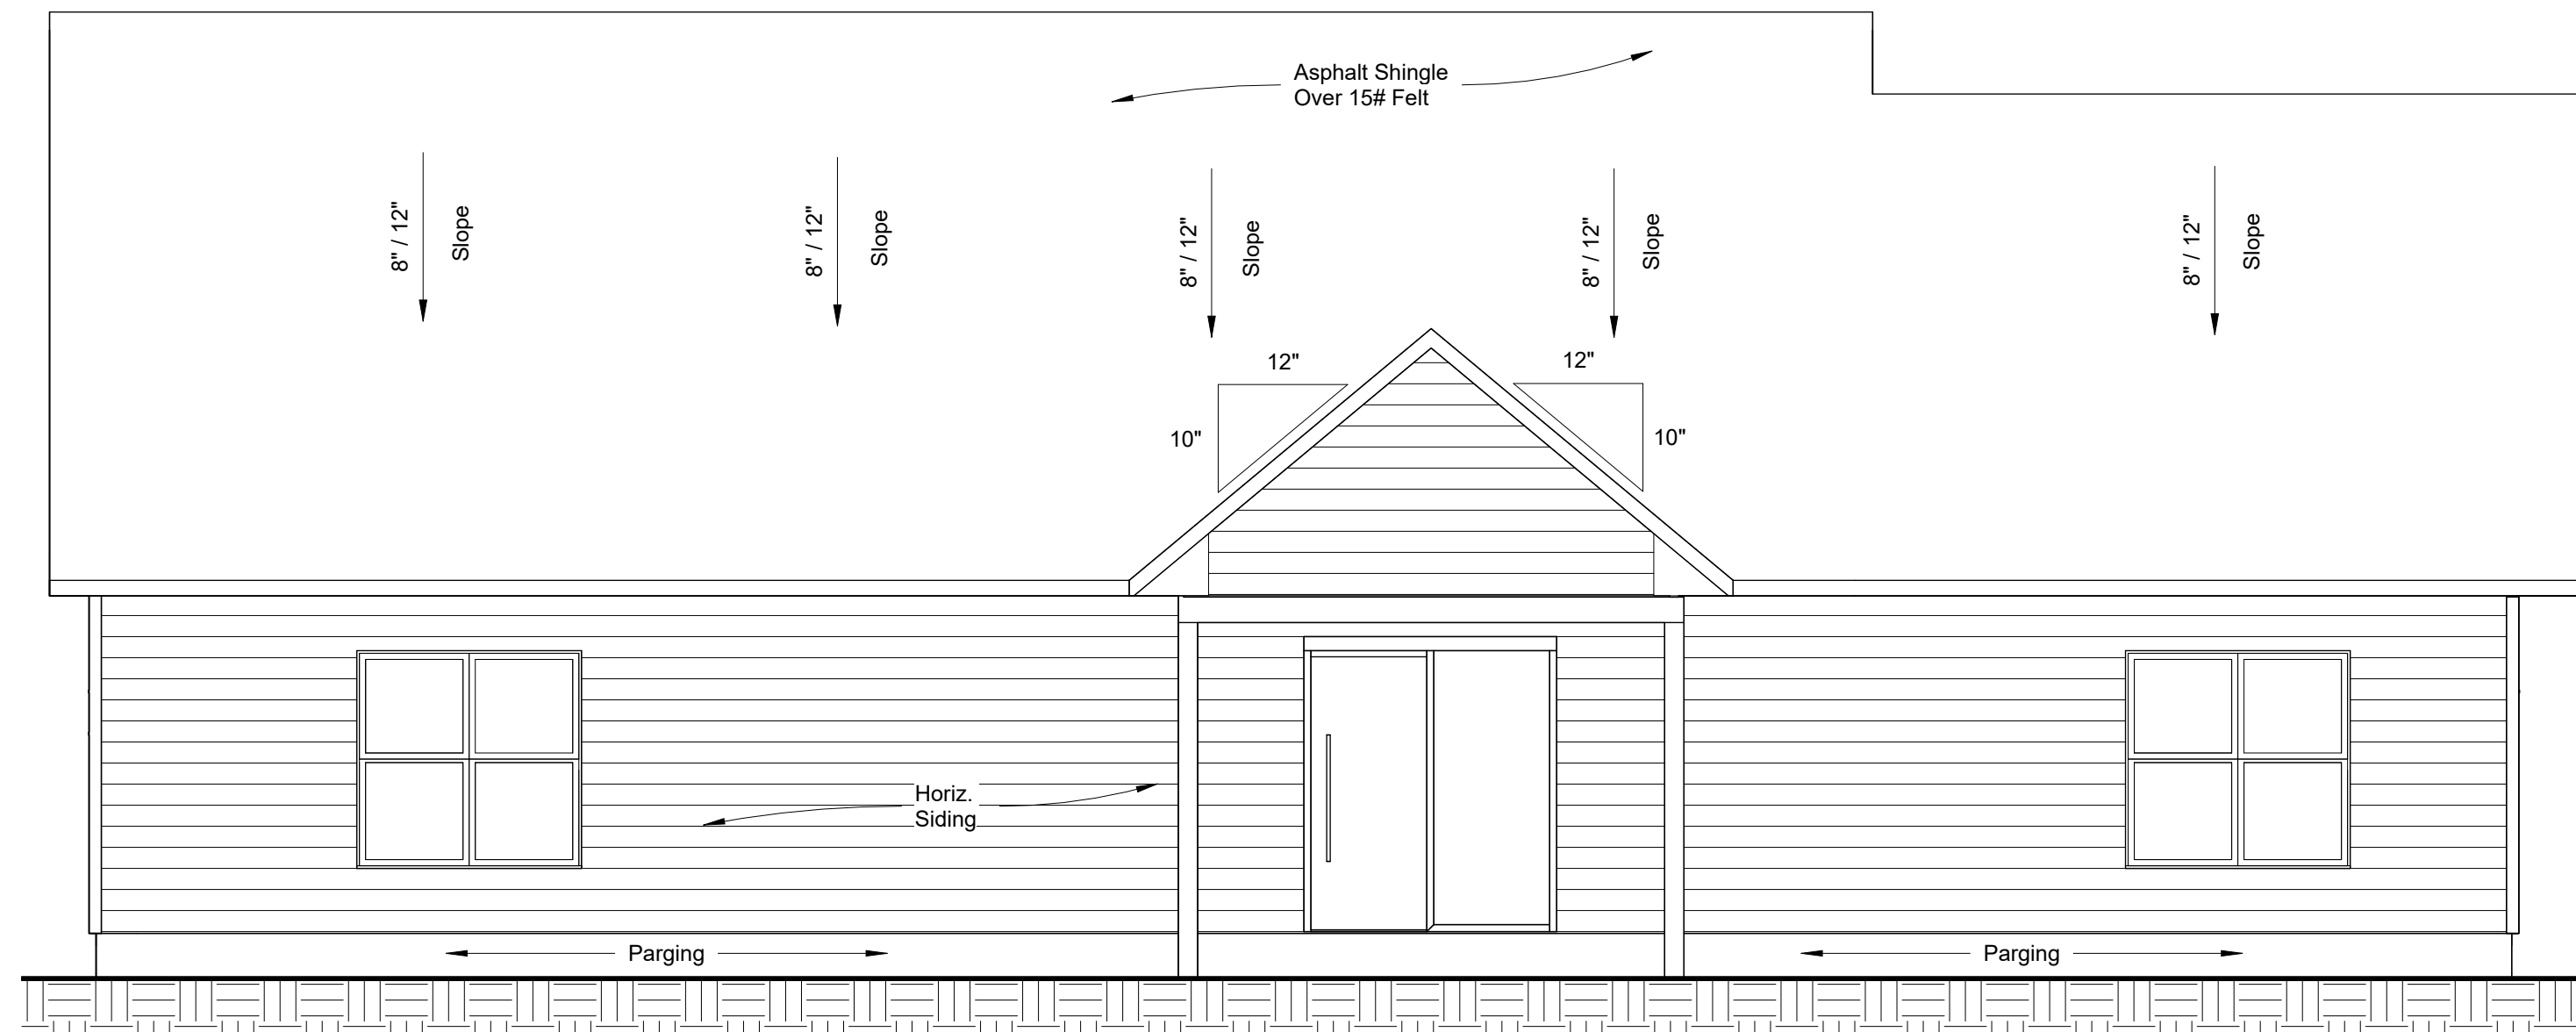 Asphalt Shingle
Over 15# Felt
8" / 12"
Slope
8" / 12"
Slope
8" / 12"
Slope
8" / 12"
Slope
8" / 12"
Slope
12"
12"
10"
10"
Horiz.
Siding
Parging
Parging